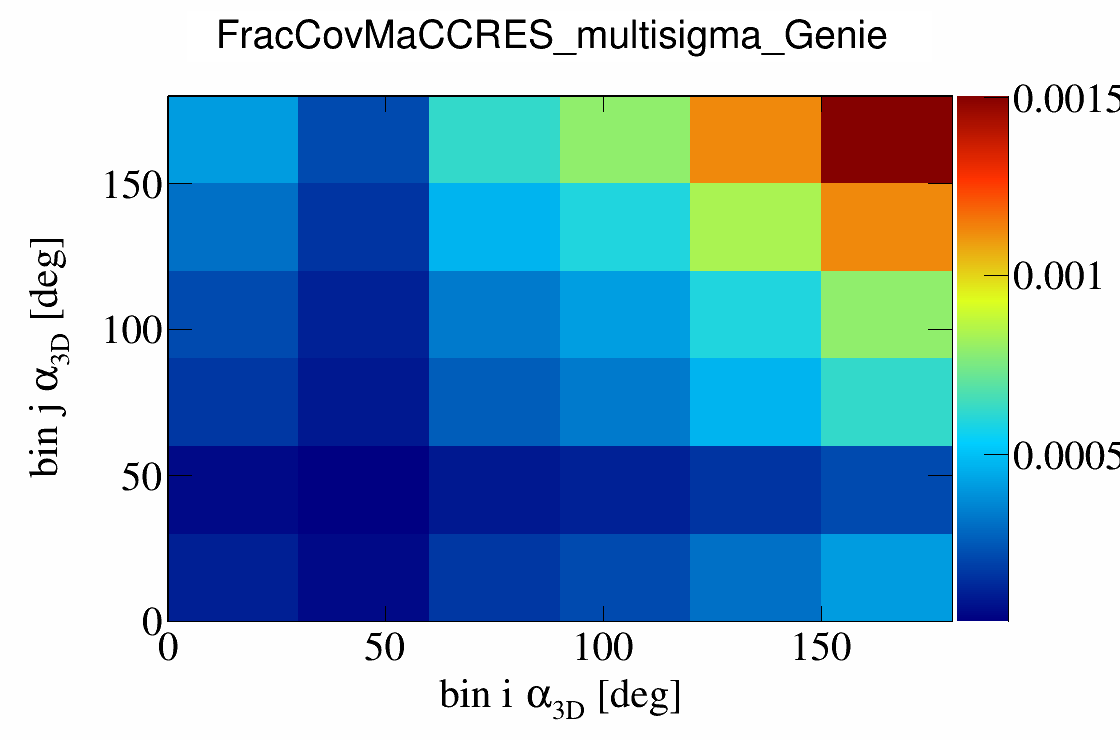 FracCovMaCCRES_multisigma_Genie
0.0015
150
0.001
100
0.0005
50
0
0 50 100 150
bin j α3D [deg]
bin i α3D [deg]